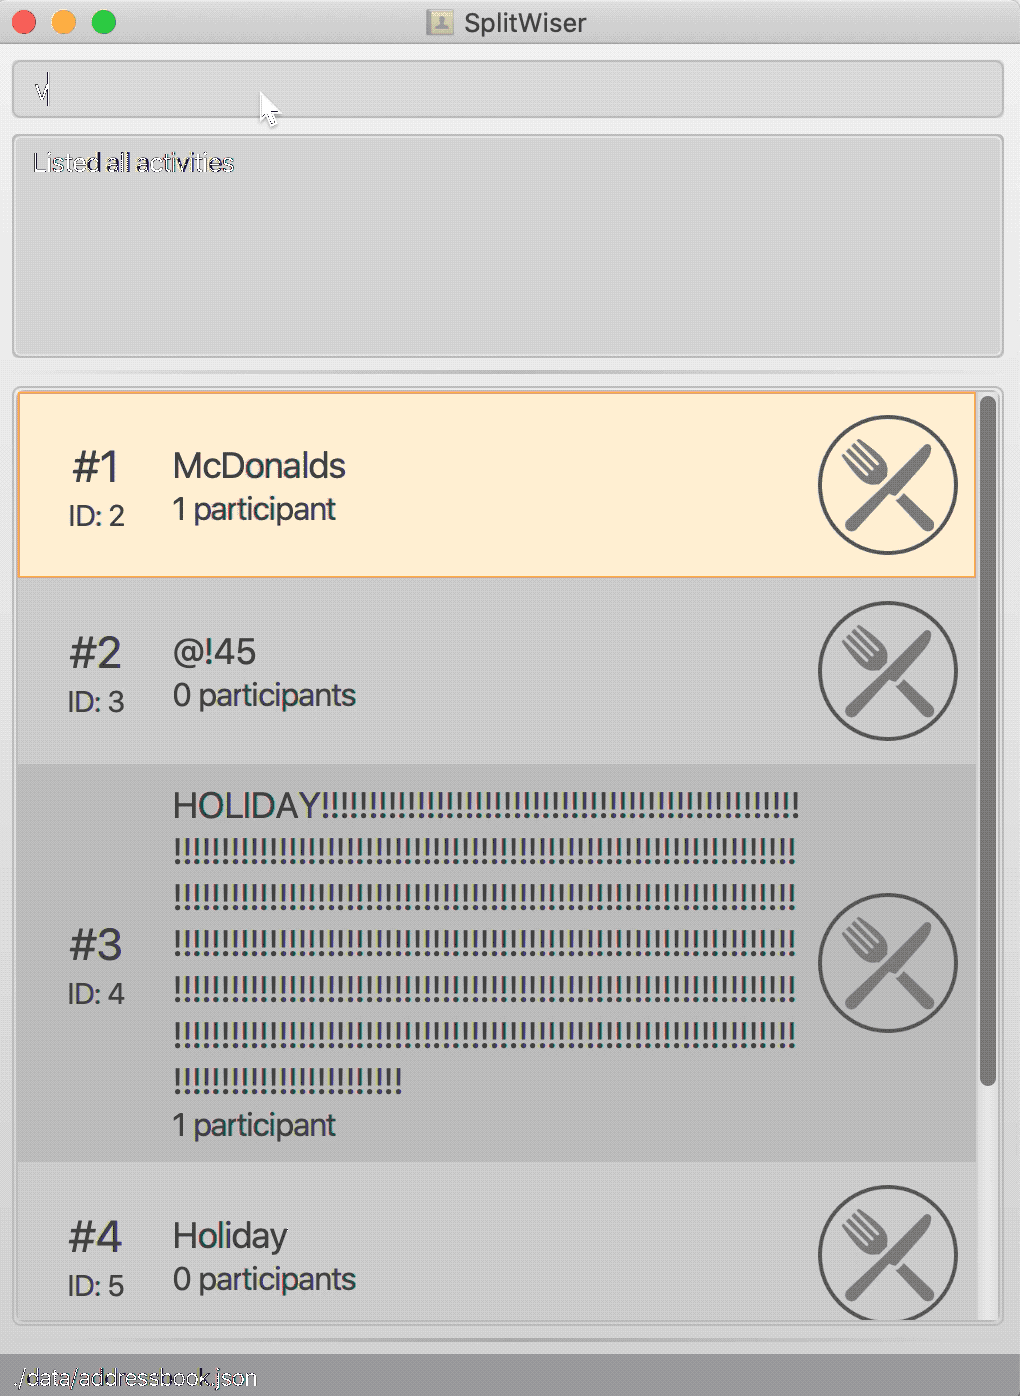 SplitWiser
v
Listed all activities
#1
ID: 2
McDonalds
1 participant
#2
ID: 3
@!45
0 participants
#3
ID: 4
HOLIDAY!!!!!!!!!!!!!!!!!!!!!!!!!!!!!!!!!!!!!!!!!!!!!!!!!!
!!!!!!!!!!!!!!!!!!!!!!!!!!!!!!!!!!!!!!!!!!!!!!!!!!!!!!!!!!!!!!!!!
!!!!!!!!!!!!!!!!!!!!!!!!!!!!!!!!!!!!!!!!!!!!!!!!!!!!!!!!!!!!!!!!!
!!!!!!!!!!!!!!!!!!!!!!!!!!!!!!!!!!!!!!!!!!!!!!!!!!!!!!!!!!!!!!!!!
!!!!!!!!!!!!!!!!!!!!!!!!!!!!!!!!!!!!!!!!!!!!!!!!!!!!!!!!!!!!!!!!!
!!!!!!!!!!!!!!!!!!!!!!!!!!!!!!!!!!!!!!!!!!!!!!!!!!!!!!!!!!!!!!!!!
!!!!!!!!!!!!!!!!!!!!!!!!
1 participant
#4
ID: 5
Holiday
0 participants
./data/addressbook.json